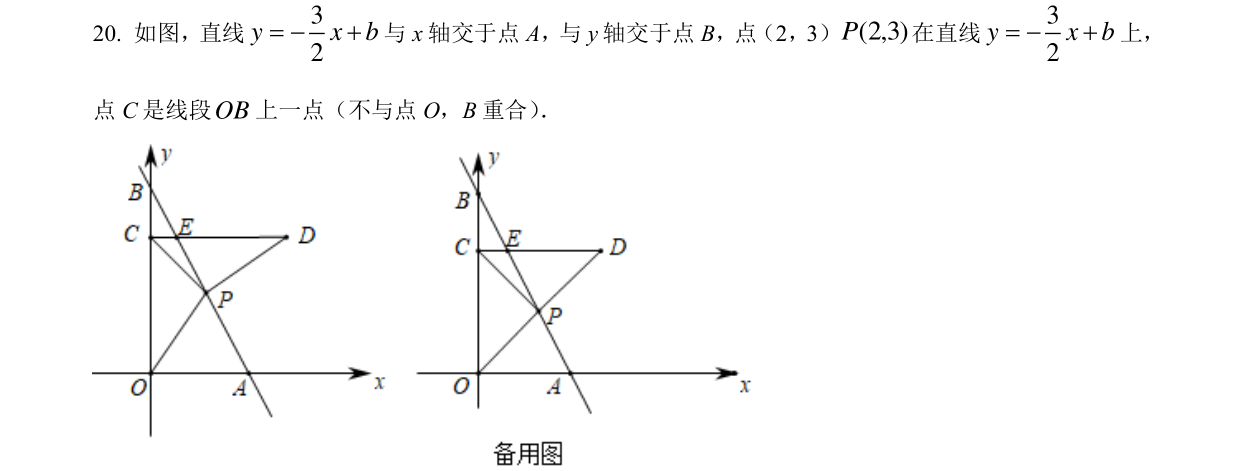 20. 如图，直线 y = -3/2 x + b 与 x 轴交于点 A，与 y 轴交于点 B，点（2，3）P(2,3) 在直线 y = -3/2 x + b 上，
点 C 是线段 OB 上一点（不与点 O，B 重合）.
y
B
C E D
P
O A x
y
B
C E D
P
O A x
备用图